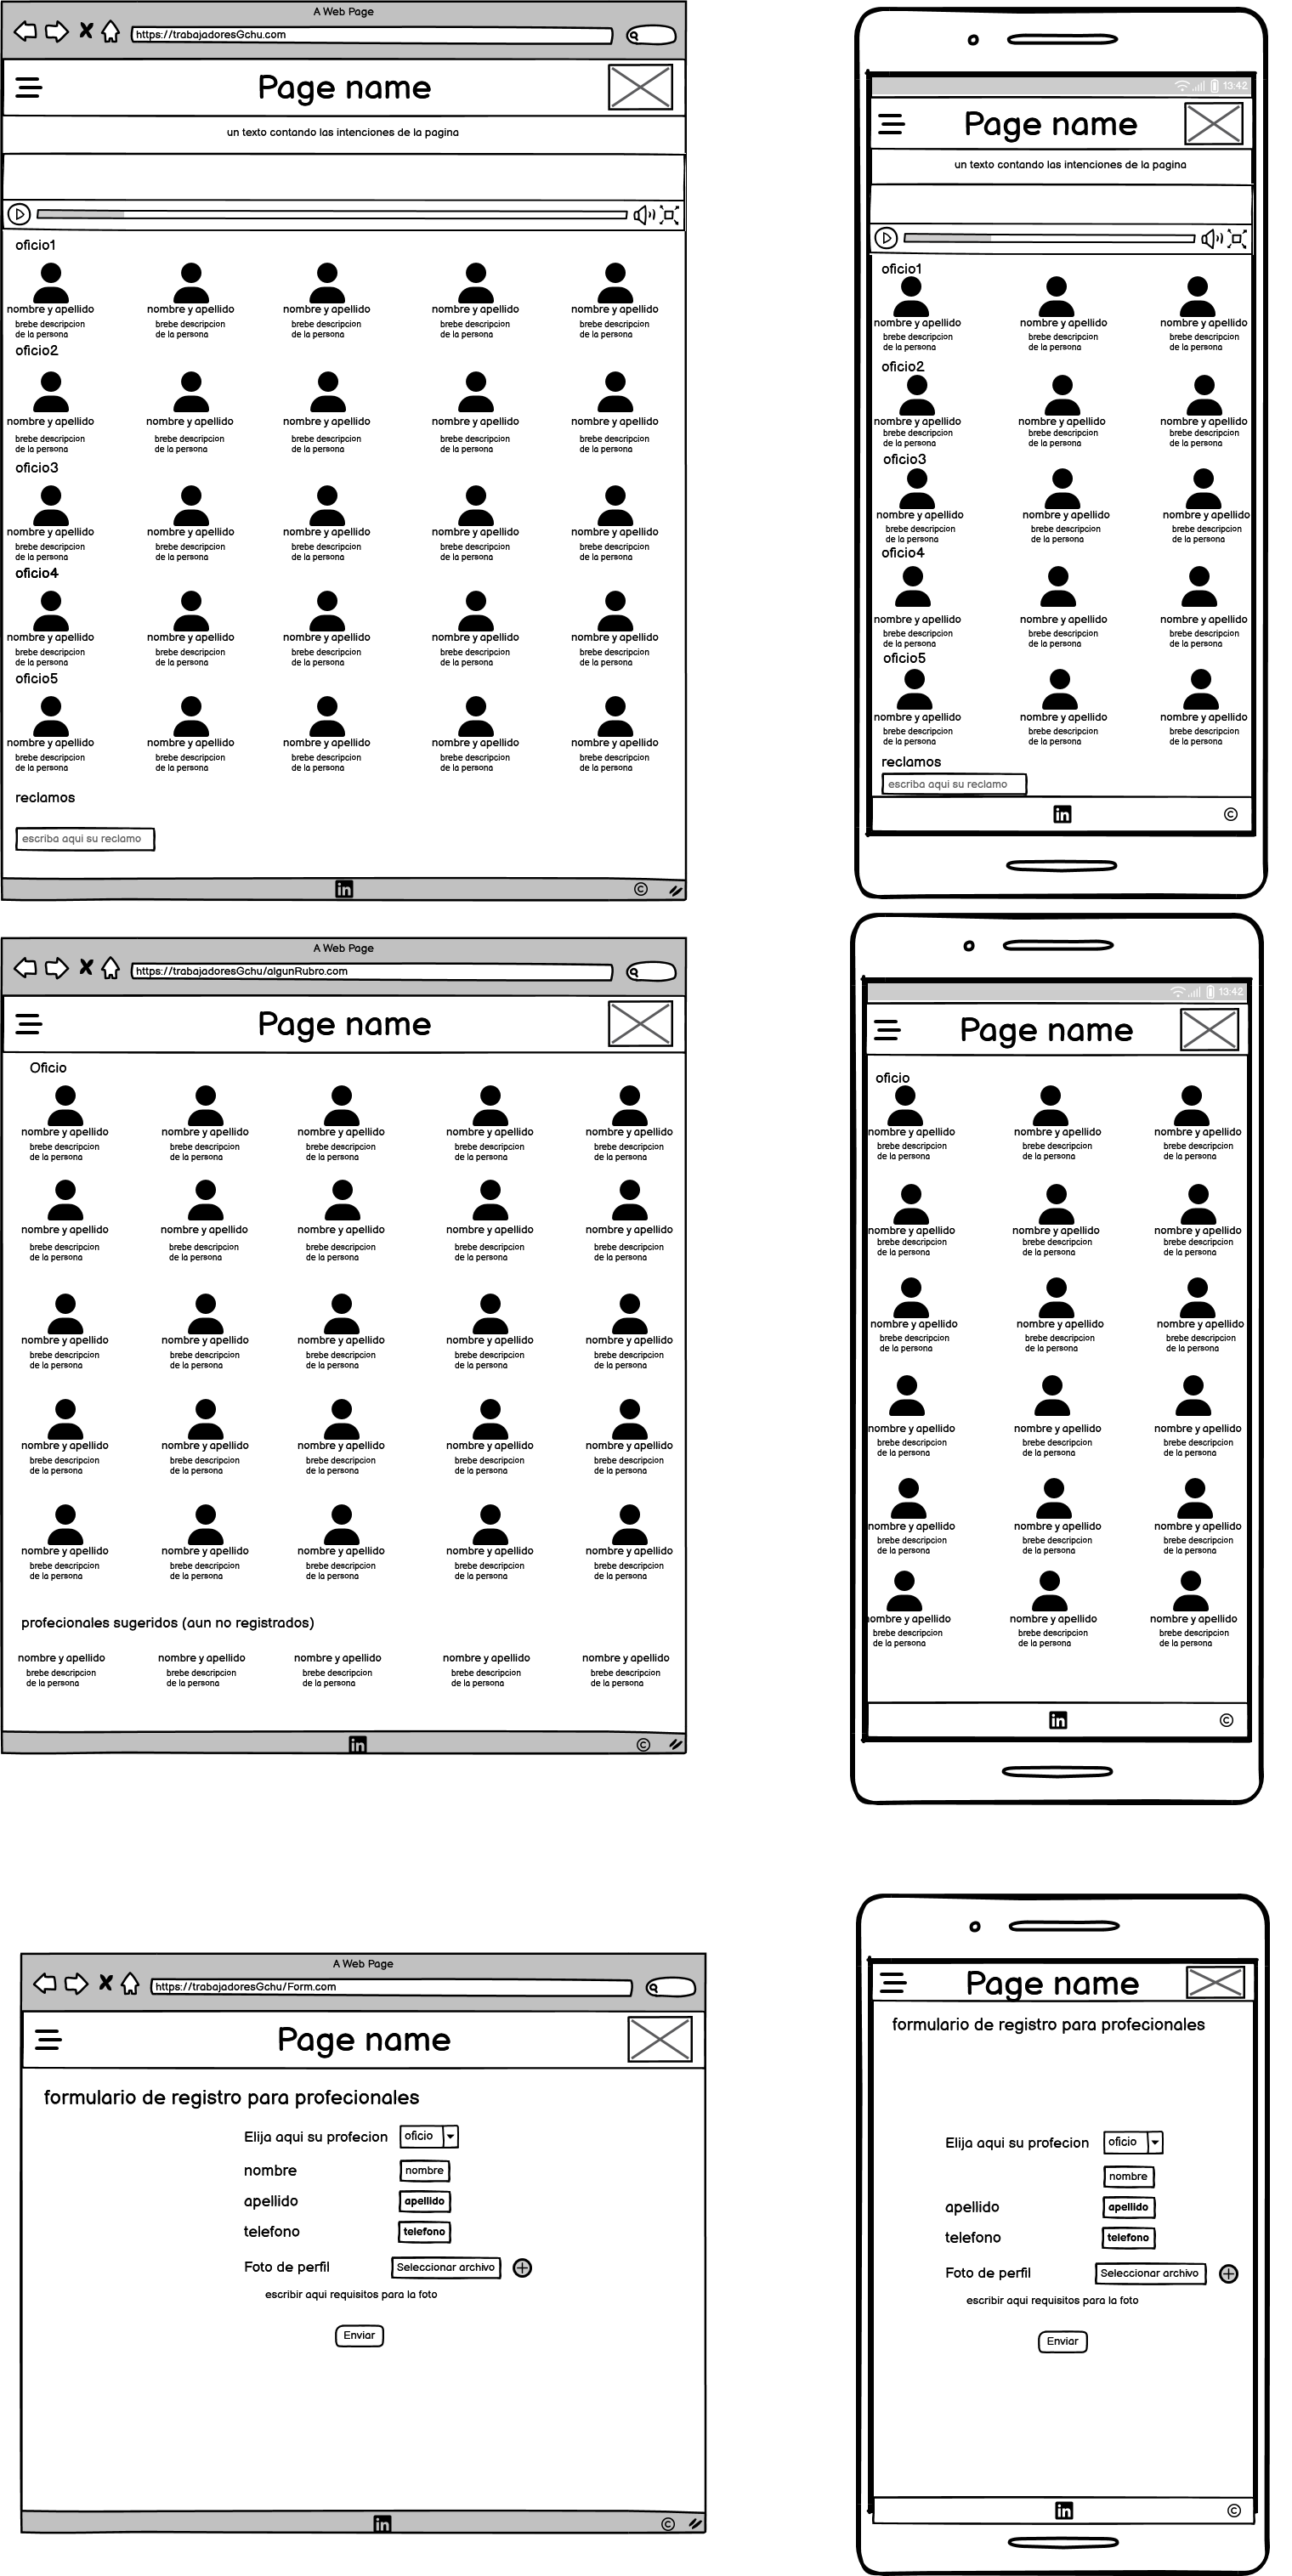 A Web Page
https://trabajadoresGchu.com
Page name
un texto contando las intenciones de la pagina
oficio1
nombre y apellido nombre y apellido nombre y apellido nombre y apellido nombre y apellido
brebe descripcion brebe descripcion brebe descripcion brebe descripcion brebe descripcion
de la persona de la persona de la persona de la persona de la persona
oficio2
nombre y apellido nombre y apellido nombre y apellido nombre y apellido nombre y apellido
brebe descripcion brebe descripcion brebe descripcion brebe descripcion brebe descripcion
de la persona de la persona de la persona de la persona de la persona
oficio3
nombre y apellido nombre y apellido nombre y apellido nombre y apellido nombre y apellido
brebe descripcion brebe descripcion brebe descripcion brebe descripcion brebe descripcion
de la persona de la persona de la persona de la persona de la persona
oficio4
nombre y apellido nombre y apellido nombre y apellido nombre y apellido nombre y apellido
brebe descripcion brebe descripcion brebe descripcion brebe descripcion brebe descripcion
de la persona de la persona de la persona de la persona de la persona
oficio5
nombre y apellido nombre y apellido nombre y apellido nombre y apellido nombre y apellido
brebe descripcion brebe descripcion brebe descripcion brebe descripcion brebe descripcion
de la persona de la persona de la persona de la persona de la persona
reclamos
escriba aqui su reclamo
in ©
13:42
Page name
un texto contando las intenciones de la pagina
oficio1
nombre y apellido nombre y apellido nombre y apellido
brebe descripcion brebe descripcion brebe descripcion
de la persona de la persona de la persona
oficio2
nombre y apellido nombre y apellido nombre y apellido
brebe descripcion brebe descripcion brebe descripcion
de la persona de la persona de la persona
oficio3
nombre y apellido nombre y apellido nombre y apellido
brebe descripcion brebe descripcion brebe descripcion
de la persona de la persona de la persona
oficio4
nombre y apellido nombre y apellido nombre y apellido
brebe descripcion brebe descripcion brebe descripcion
de la persona de la persona de la persona
oficio5
nombre y apellido nombre y apellido nombre y apellido
brebe descripcion brebe descripcion brebe descripcion
de la persona de la persona de la persona
reclamos
escriba aqui su reclamo
in ©
A Web Page
https://trabajadoresGchu/algunRubro.com
Page name
Oficio
nombre y apellido nombre y apellido nombre y apellido nombre y apellido nombre y apellido
brebe descripcion brebe descripcion brebe descripcion brebe descripcion brebe descripcion
de la persona de la persona de la persona de la persona de la persona
nombre y apellido nombre y apellido nombre y apellido nombre y apellido nombre y apellido
brebe descripcion brebe descripcion brebe descripcion brebe descripcion brebe descripcion
de la persona de la persona de la persona de la persona de la persona
nombre y apellido nombre y apellido nombre y apellido nombre y apellido nombre y apellido
brebe descripcion brebe descripcion brebe descripcion brebe descripcion brebe descripcion
de la persona de la persona de la persona de la persona de la persona
nombre y apellido nombre y apellido nombre y apellido nombre y apellido nombre y apellido
brebe descripcion brebe descripcion brebe descripcion brebe descripcion brebe descripcion
de la persona de la persona de la persona de la persona de la persona
nombre y apellido nombre y apellido nombre y apellido nombre y apellido nombre y apellido
brebe descripcion brebe descripcion brebe descripcion brebe descripcion brebe descripcion
de la persona de la persona de la persona de la persona de la persona
profecionales sugeridos (aun no registrados)
nombre y apellido nombre y apellido nombre y apellido nombre y apellido nombre y apellido
brebe descripcion brebe descripcion brebe descripcion brebe descripcion brebe descripcion
de la persona de la persona de la persona de la persona de la persona
in ©
13:42
Page name
oficio
nombre y apellido nombre y apellido nombre y apellido
brebe descripcion brebe descripcion brebe descripcion
de la persona de la persona de la persona
nombre y apellido nombre y apellido nombre y apellido
brebe descripcion brebe descripcion brebe descripcion
de la persona de la persona de la persona
nombre y apellido nombre y apellido nombre y apellido
brebe descripcion brebe descripcion brebe descripcion
de la persona de la persona de la persona
nombre y apellido nombre y apellido nombre y apellido
brebe descripcion brebe descripcion brebe descripcion
de la persona de la persona de la persona
nombre y apellido nombre y apellido nombre y apellido
brebe descripcion brebe descripcion brebe descripcion
de la persona de la persona de la persona
ombre y apellido nombre y apellido nombre y apellido
brebe descripcion brebe descripcion brebe descripcion
de la persona de la persona de la persona
in ©
A Web Page
https://trabajadoresGchu/Form.com
Page name
formulario de registro para profecionales
Elija aqui su profecion oficio
nombre nombre
apellido apellido
telefono telefono
Foto de perfil Seleccionar archivo
escribir aqui requisitos para la foto
Enviar
in ©
Page name
formulario de registro para profecionales
Elija aqui su profecion oficio
nombre
apellido apellido
telefono telefono
Foto de perfil Seleccionar archivo
escribir aqui requisitos para la foto
Enviar
in ©